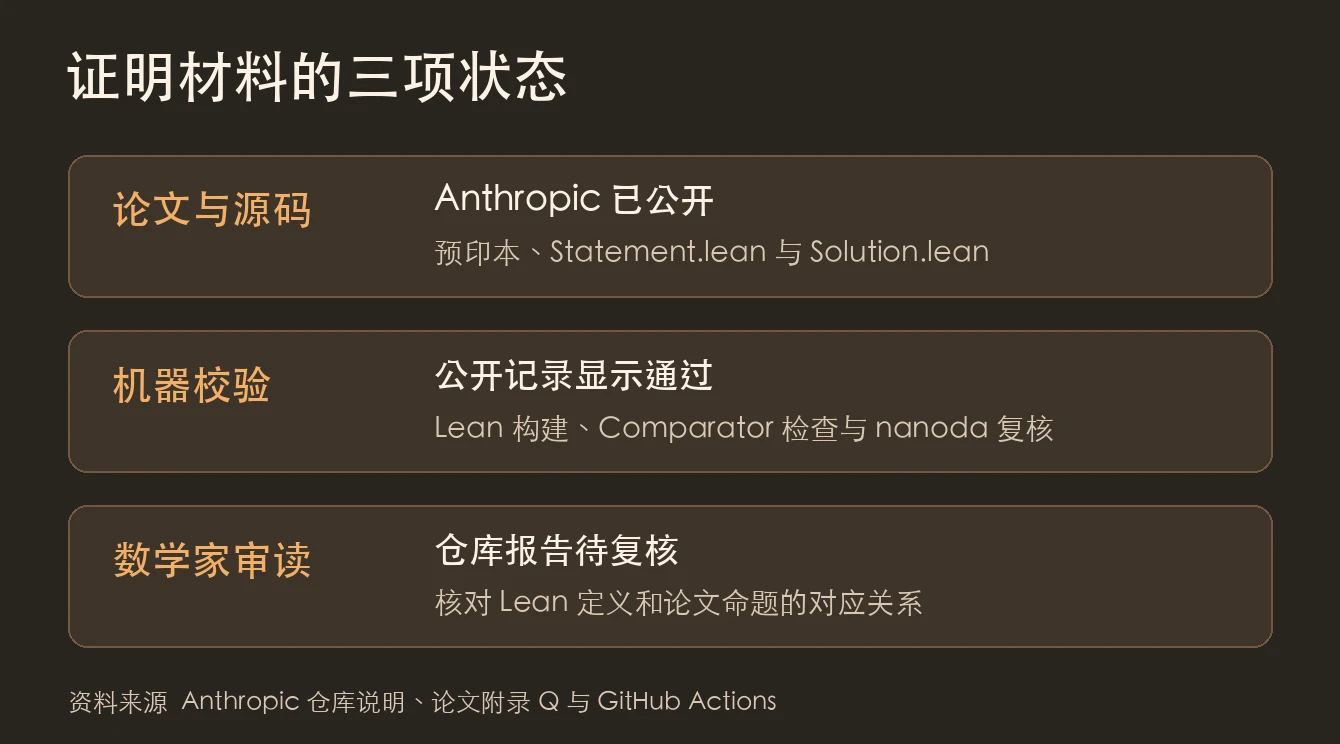 证明材料的三项状态
论文与源码
Anthropic 已公开
预印本、Statement.lean 与 Solution.lean
机器校验
公开记录显示通过
Lean 构建、Comparator 检查与 nanoda 复核
数学家审读
仓库报告待复核
核对 Lean 定义和论文命题的对应关系
资料来源 Anthropic 仓库说明、论文附录 Q 与 GitHub Actions